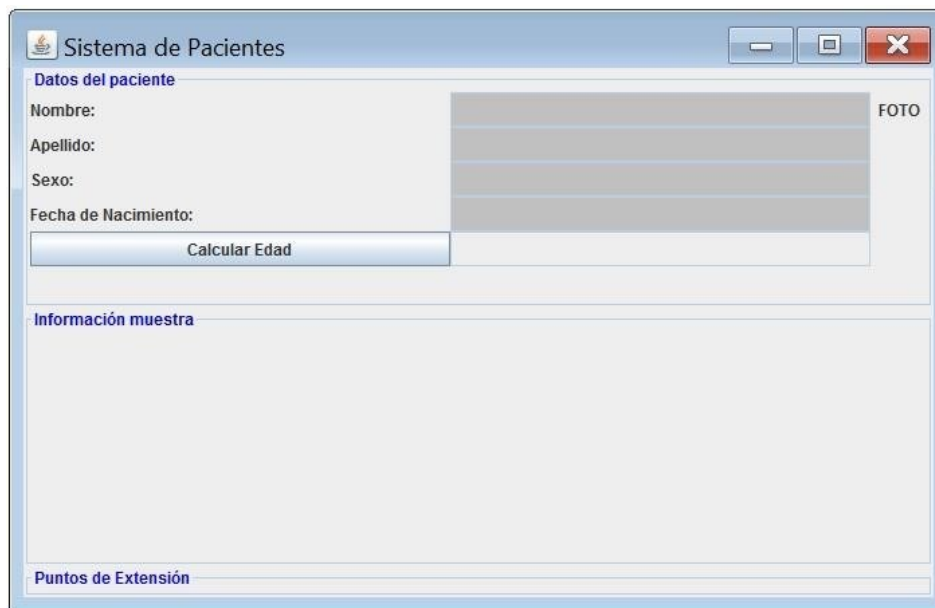 Sistema de Pacientes
Datos del paciente
Nombre: FOTO
Apellido:
Sexo:
Fecha de Nacimiento:
Calcular Edad
Información muestra
Puntos de Extensión